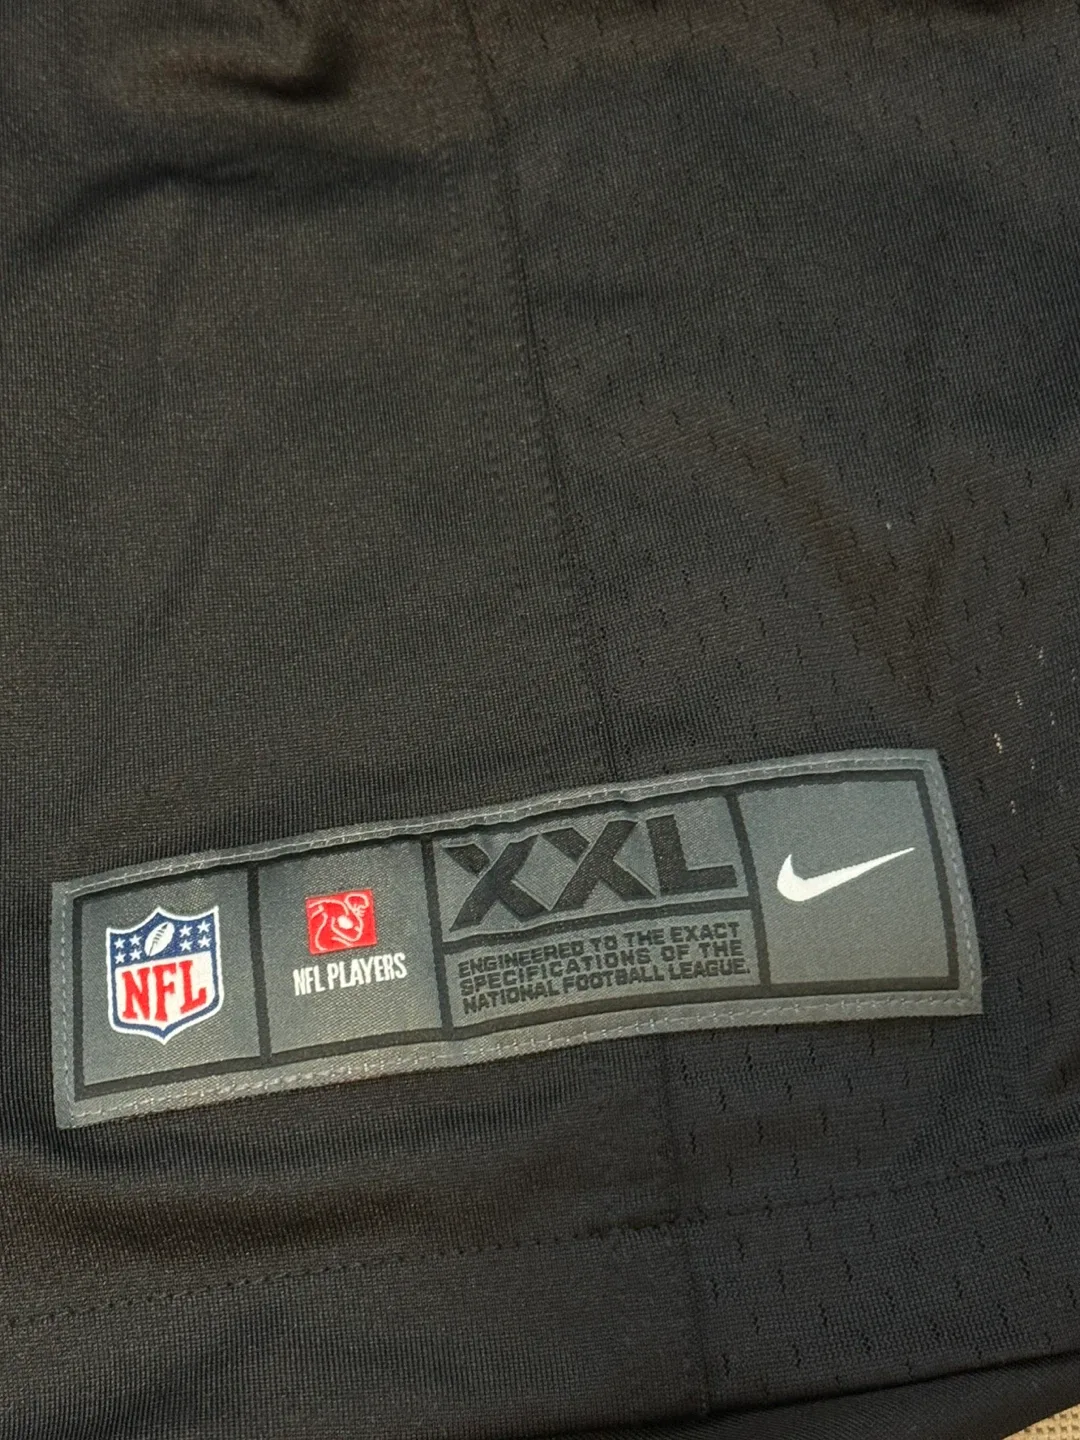 NFL
NFL PLAYERS
XXL
ENGINEERED TO THE EXACT
SPECIFICATIONS OF THE
NATIONAL FOOTBALL LEAGUE.